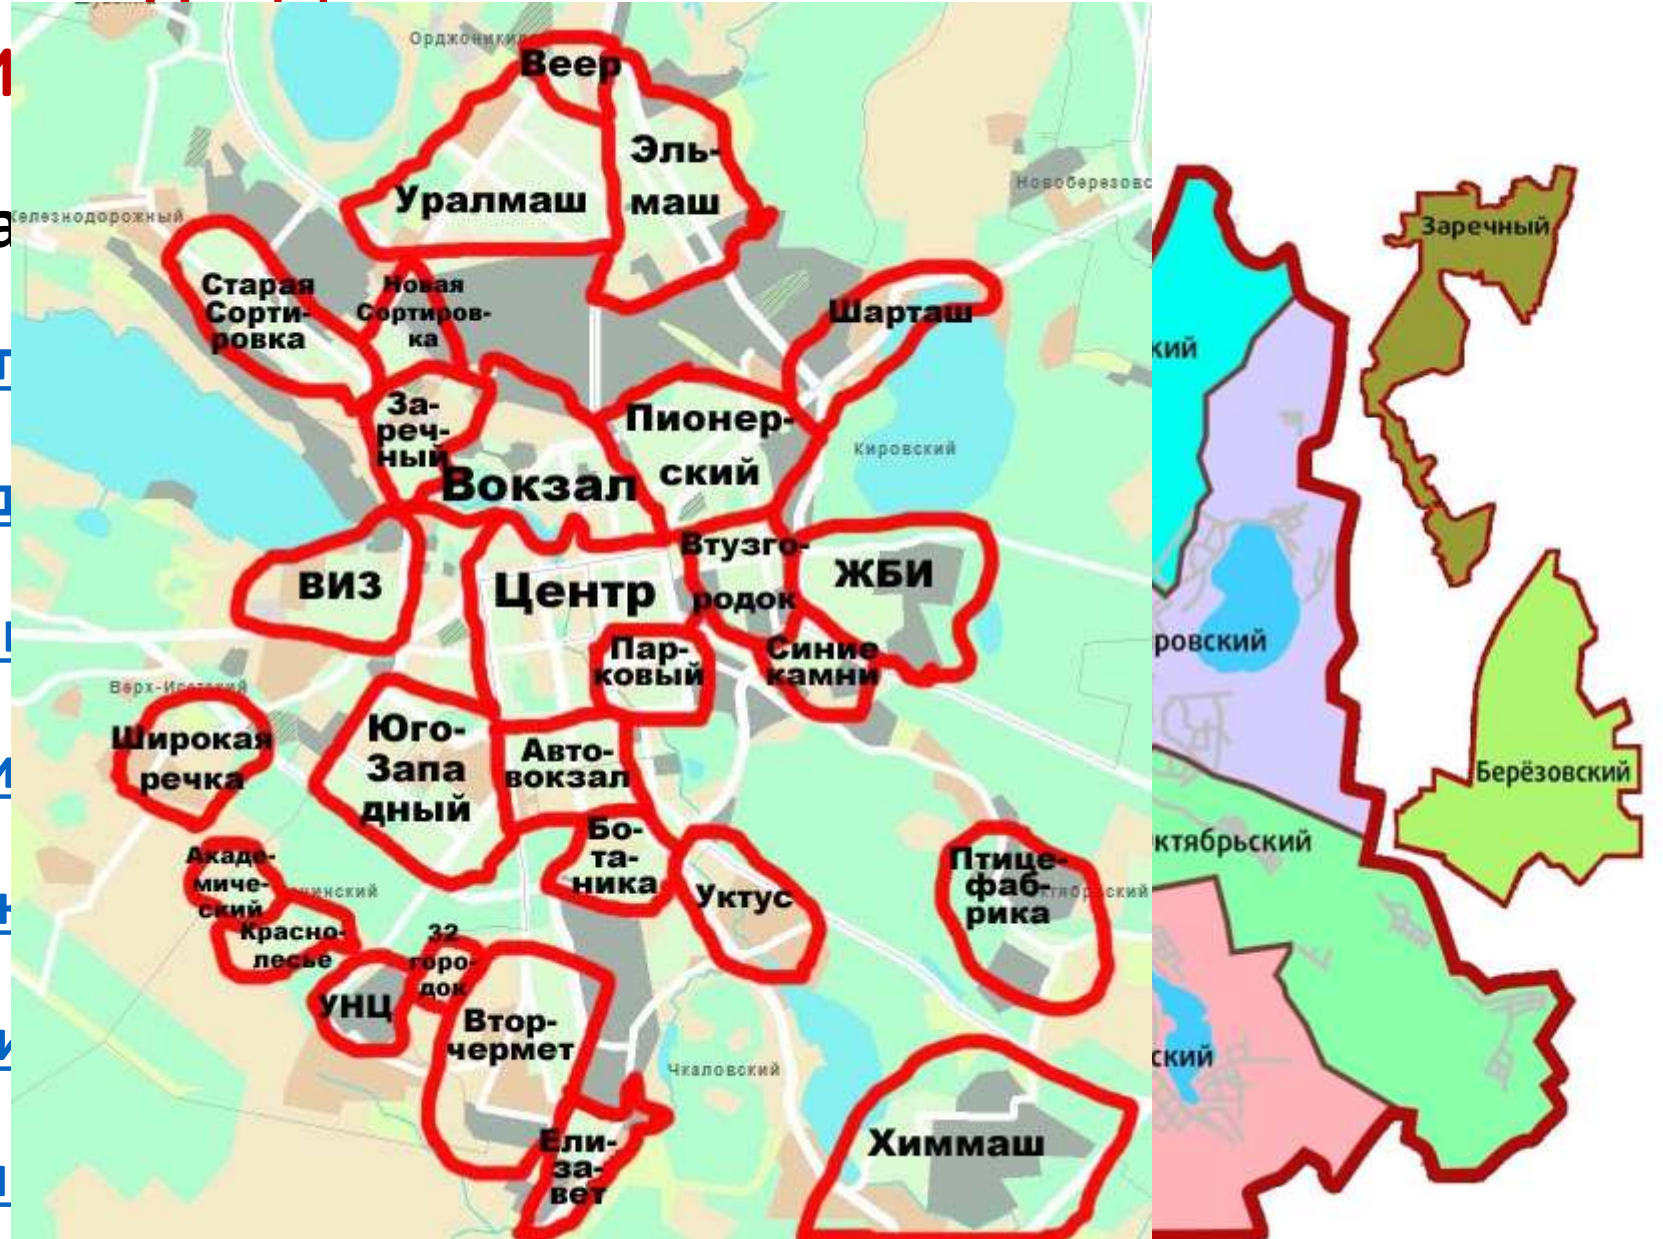 Веер
Эль-
маш
Уралмаш
Новоберезовс
елезнодорожный
Старая
Сорти-
ровка
Новая
Сортиров-
ка
Шарташ
За-
реч-
ный
Пионер-
ский
Кировский
Вокзал
ВИЗ
Центр
Втузго-
родок
ЖБИ
Пар-
ковый
Синие
камни
Верх-Исетский
Широкая
речка
Юго-
Запа
дный
Авто-
вокзал
Бо-
та-
ника
Уктус
Птице-
фаб-
рика
Акаде-
миче-
ский
Красно-
лесье
32
горо-
док
УНЦ
Втор-
чермет
Чкаловский
Ели-
за-
вет
Химмаш
Заречный
кий
ровский
Берёзовский
ктябрьский
ский